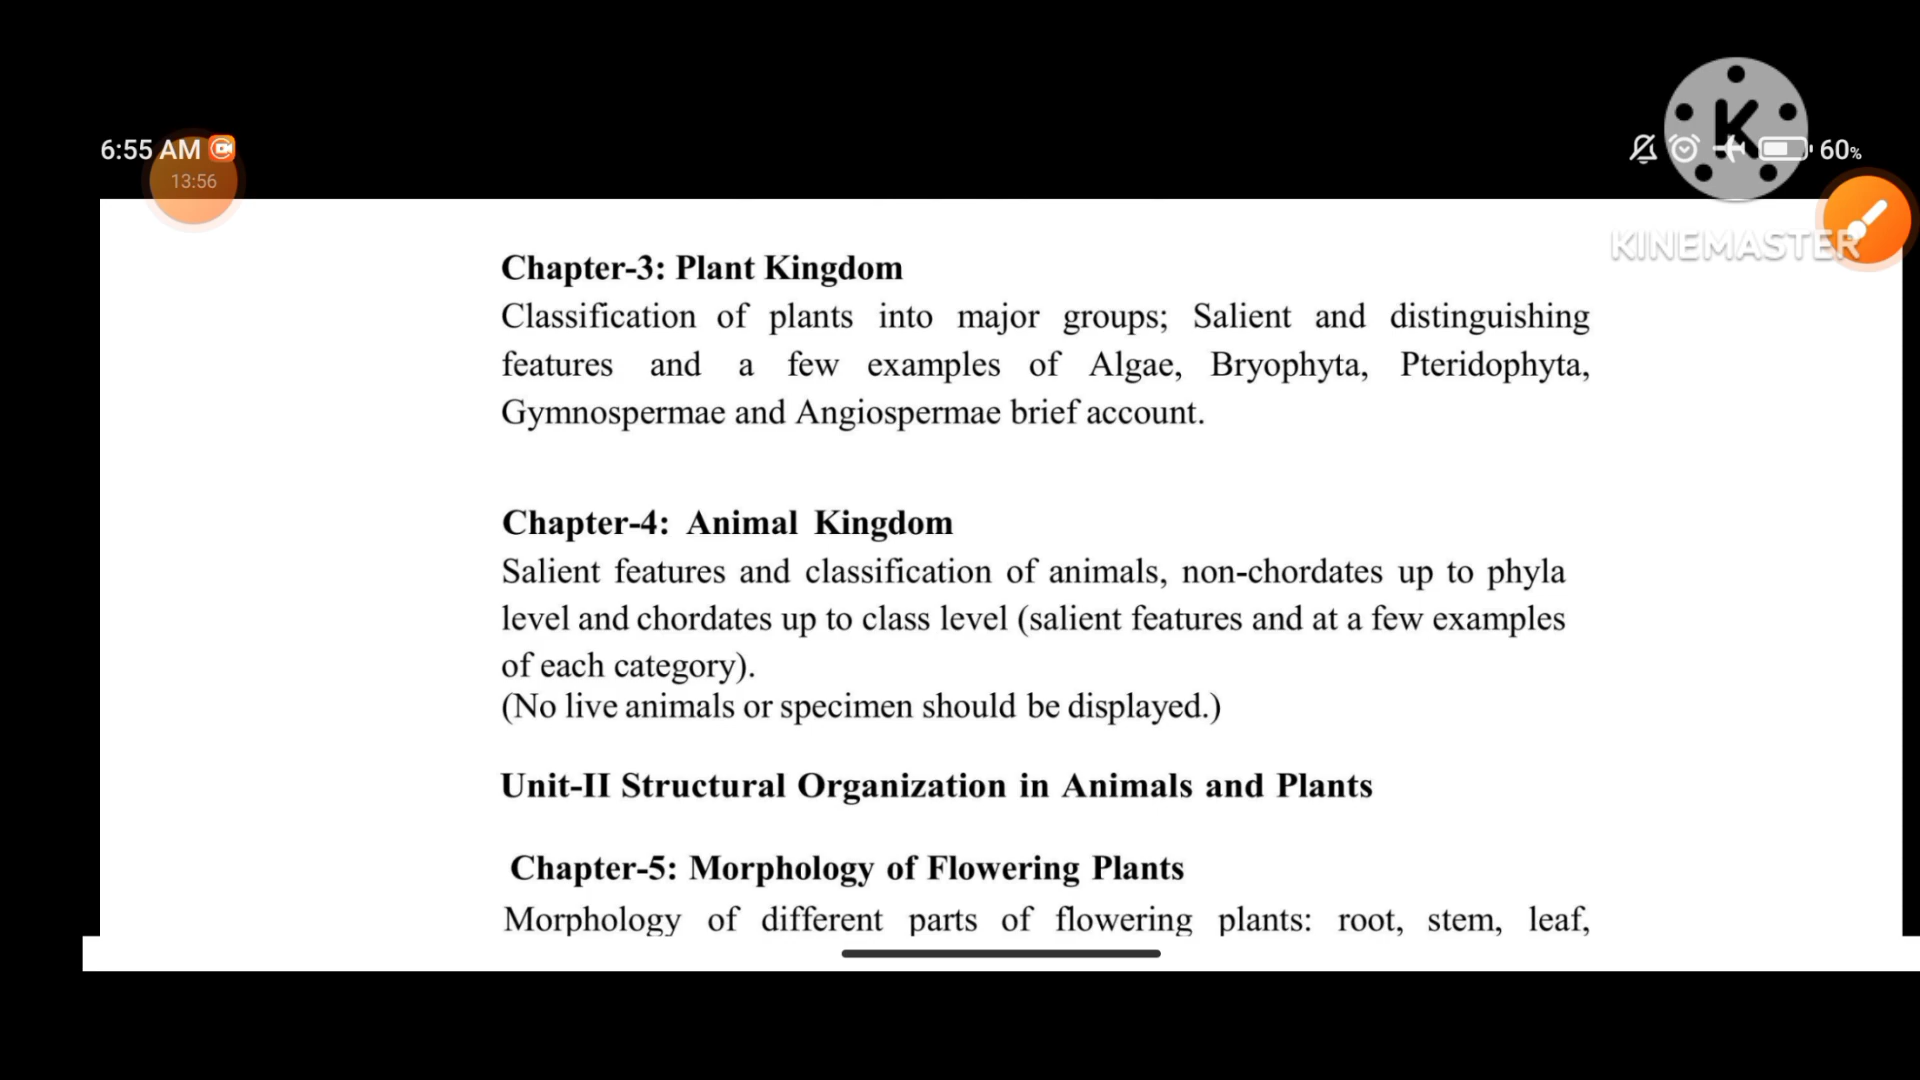 6:55 AM
13:56
60%
K
KINEMASTER
Chapter-3: Plant Kingdom
Classification of plants into major groups; Salient and distinguishing
features and a few examples of Algae, Bryophyta, Pteridophyta,
Gymnospermae and Angiospermae brief account.
Chapter-4: Animal Kingdom
Salient features and classification of animals, non-chordates up to phyla
level and chordates up to class level (salient features and at a few examples
of each category).
(No live animals or specimen should be displayed.)
Unit-II Structural Organization in Animals and Plants
Chapter-5: Morphology of Flowering Plants
Morphology of different parts of flowering plants: root, stem, leaf,